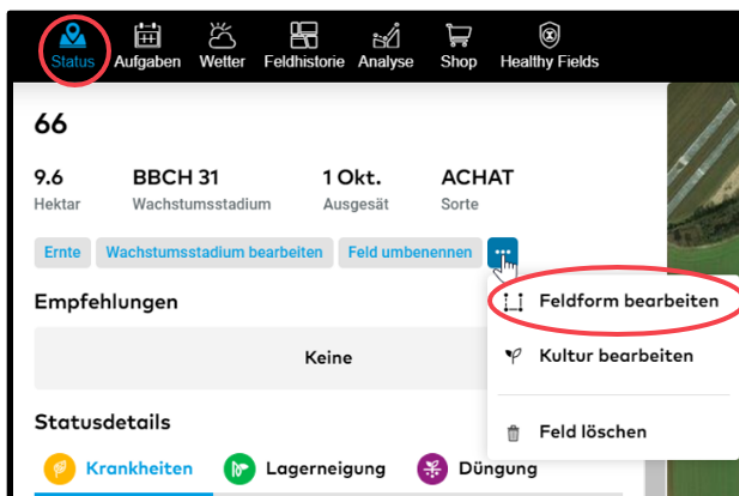 Status Aufgaben Wetter Feldhistorie Analyse Shop Healthy Fields
66
9.6 BBCH 31 1 Okt. ACHAT
Hektar Wachstumsstadium Ausgesät Sorte
Ernte Wachstumsstadium bearbeiten Feld umbenennen ...
Empfehlungen
Feldform bearbeiten
Keine
Kultur bearbeiten
Statusdetails
Feld löschen
Krankheiten Lagerneigung Düngung